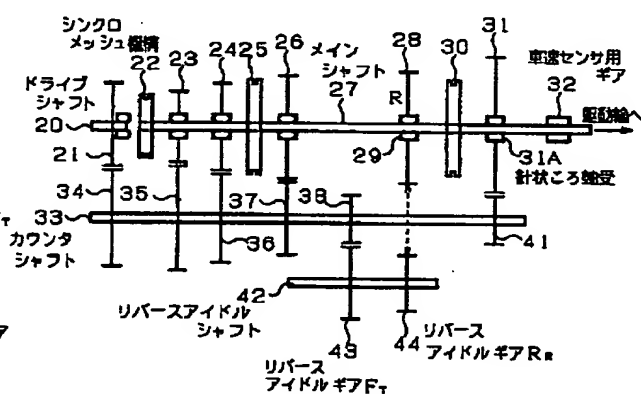 シンクロ
メッシュ機構
22
23
24
25
26
メイン
シャフト
27
28
R
29
30
31
車速センサ用
ギア
32
駆動輪へ
31A
針状ころ軸受
ドライブ
シャフト
20
21
34
33
カウンタ
シャフト
35
36
37
38
41
42
リバースアイドル
シャフト
43
リバース
アイドルギアFT
44
リバース
アイドルギアRR
T
ア